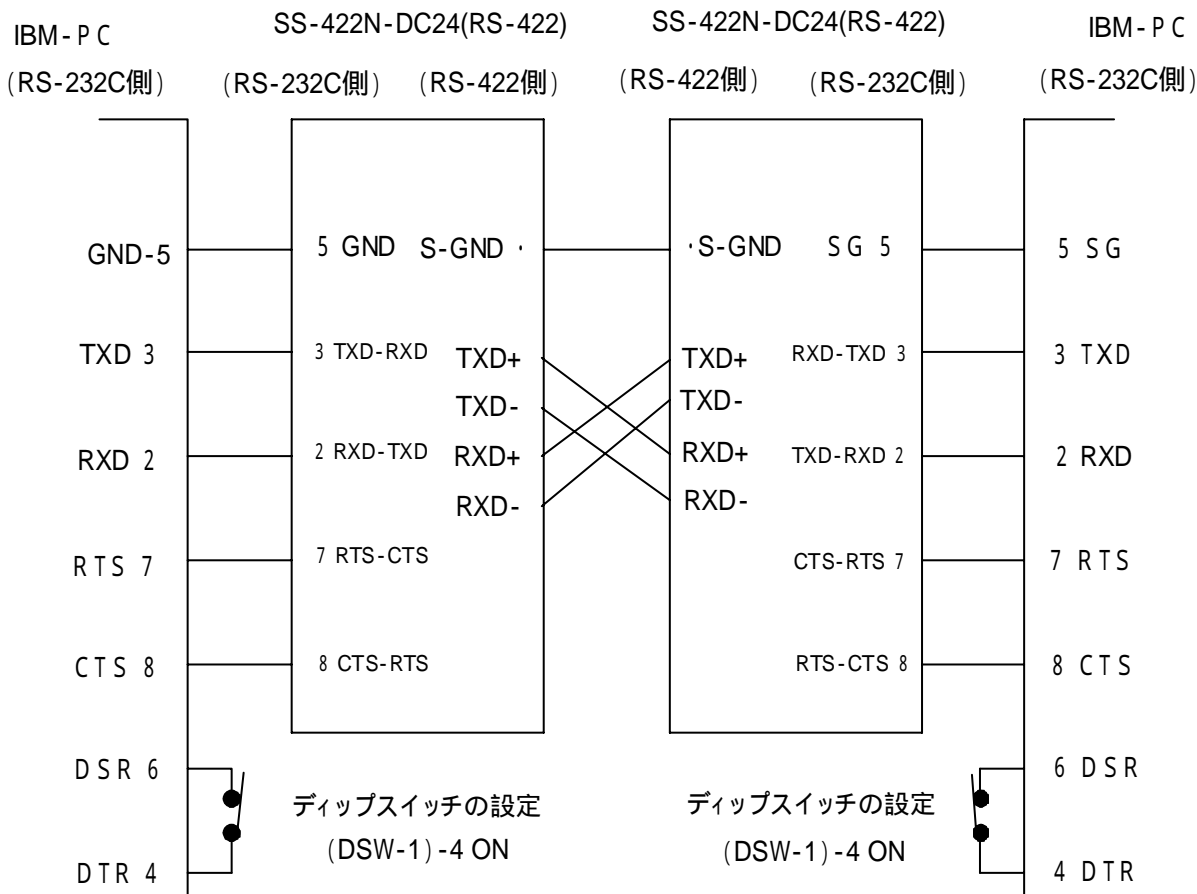 IBM-PC SS-422N-DC24(RS-422) SS-422N-DC24(RS-422) IBM-PC
(RS-232C側) (RS-232C側) (RS-422側) (RS-422側) (RS-232C側) (RS-232C側)
GND-5 5 GND S-GND · ·S-GND SG 5 5 SG
TXD 3 3 TXD-RXD TXD+ TXD+ RXD-TXD 3 3 TXD
TXD- TXD-
RXD 2 2 RXD-TXD RXD+ RXD+ TXD-RXD 2 2 RXD
RXD- RXD-
RTS 7 7 RTS-CTS CTS-RTS 7 7 RTS
CTS 8 8 CTS-RTS RTS-CTS 8 8 CTS
DSR 6 6 DSR
ディップスイッチの設定 ディップスイッチの設定
(DSW-1)-4 ON (DSW-1)-4 ON
DTR 4 4 DTR